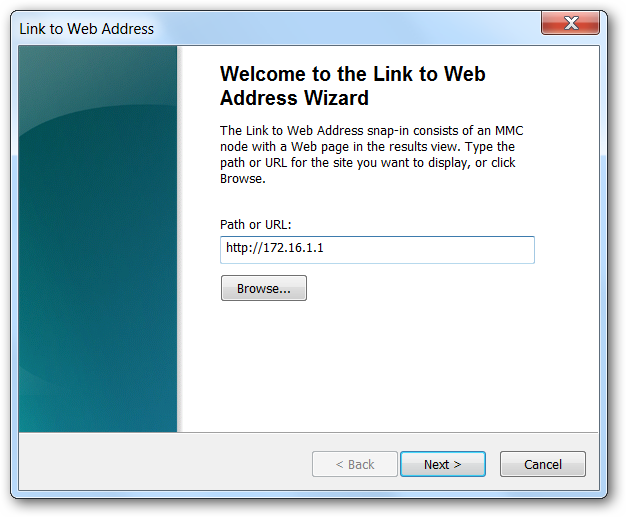 Link to Web Address
Welcome to the Link to Web
Address Wizard
The Link to Web Address snap-in consists of an MMC
node with a Web page in the results view. Type the
path or URL for the site you want to display, or click
Browse.
Path or URL:
http://172.16.1.1
Browse...
< Back Next > Cancel